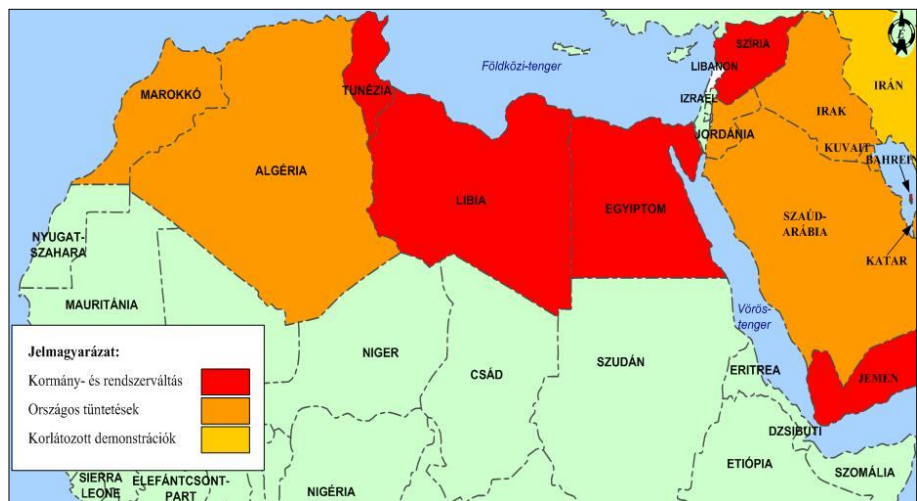 SZÍRIA
Földközi-tenger
LIBANON
TUNÉZIA
IRÁN
MAROKKÓ
IZRAEL
IRAK
JORDÁNIA
KUVAIT
BAHREIN
ALGÉRIA
LÍBIA
EGYIPTOM
SZAÚD-
ARÁBIA
NYUGAT-
SZAHARA
KATAR
MAURITÁNIA
Vörös-
tenger
Jelmagyarázat:
Kormány- és rendszerváltás
Országos tüntetések
Korlátozott demonstrációk
NIGER
CSÁD
SZUDÁN
ERITREA
JEMEN
DZSIBUTI
ETIÓPIA
SZOMÁLIA
SIERRA
LEONE
ELEFÁNTCSONT-
PART
NIGÉRIA